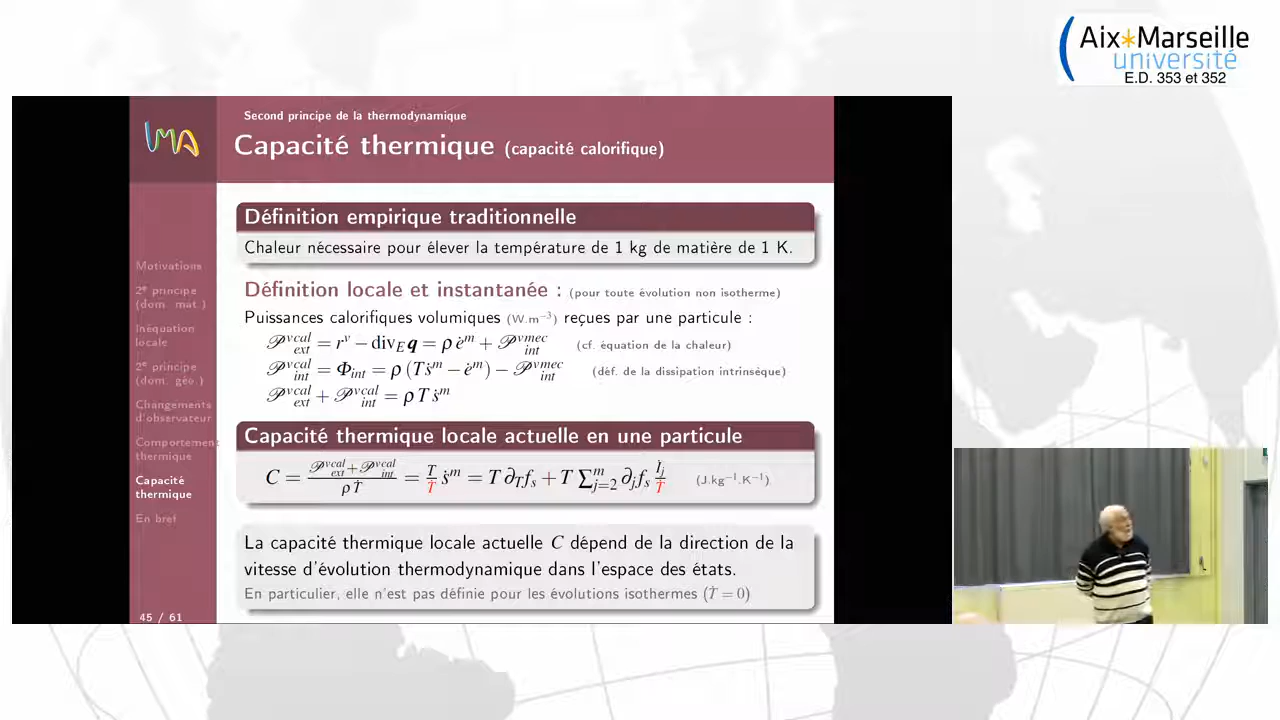 Aix*Marseille
université
E.D. 353 et 352
LMA
Second principe de la thermodynamique
Capacité thermique (capacité calorifique)
Motivations
2ᵉ principe
(dom. mat.)
Inéquation
locale
2ᵉ principe
(dom. géo.)
Changements
d'observateur
Comportement
thermique
Capacité
thermique
En bref
45 / 61
Définition empirique traditionnelle
Chaleur nécessaire pour élever la température de 1 kg de matière de 1 K.
Définition locale et instantanée : (pour toute évolution non isotherme)
Puissances calorifiques volumiques (W.m⁻³) reçues par une particule :
𝒫^{vcal}_{ext} = r^v − div_E q = ρ ė^m + 𝒫^{vmec}_{int} (cf. équation de la chaleur)
𝒫^{vcal}_{int} = Φ_{int} = ρ (Tṡ^m − ė^m) − 𝒫^{vmec}_{int} (déf. de la dissipation intrinsèque)
𝒫^{vcal}_{ext} + 𝒫^{vcal}_{int} = ρ T ṡ^m
Capacité thermique locale actuelle en une particule
C = (𝒫^{vcal}_{ext} + 𝒫^{vcal}_{int}) / (ρ Ṫ) = (T/Ṫ) ṡ^m = T ∂_T f_s + T ∑_{j=2}^m ∂_j f_s (İ_j/Ṫ) (J.kg⁻¹.K⁻¹)
La capacité thermique locale actuelle C dépend de la direction de la
vitesse d'évolution thermodynamique dans l'espace des états.
En particulier, elle n'est pas définie pour les évolutions isothermes (Ṫ = 0)